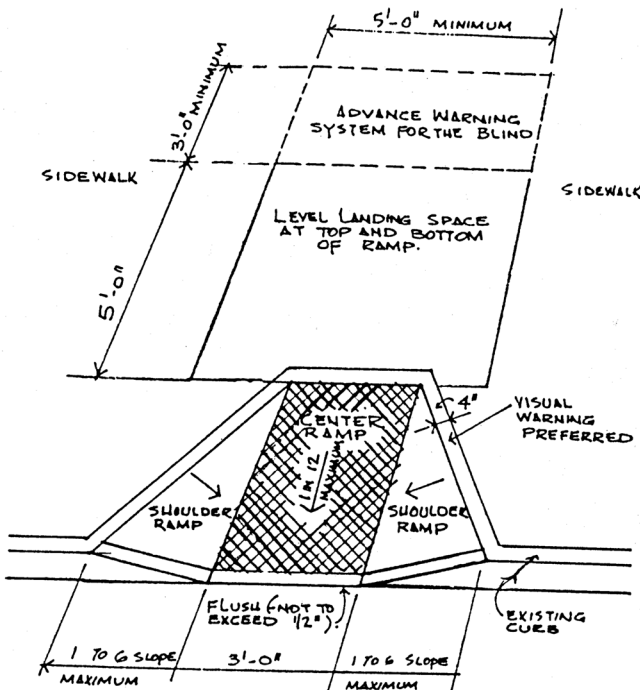 5'-0" MINIMUM
3'-0" MINIMUM
ADVANCE WARNING
SYSTEM FOR THE BLIND
SIDEWALK
SIDEWALK
LEVEL LANDING SPACE
AT TOP AND BOTTOM
OF RAMP.
5'-0"
4"
VISUAL
WARNING
PREFERRED
CENTER
RAMP
1 IN 12
MAXIMUM
SHOULDER
RAMP
SHOULDER
RAMP
FLUSH (NOT TO
EXCEED 1/2").
EXISTING
CURB
1 TO 6 SLOPE
MAXIMUM
3'-0"
1 TO 6 SLOPE
MAXIMUM